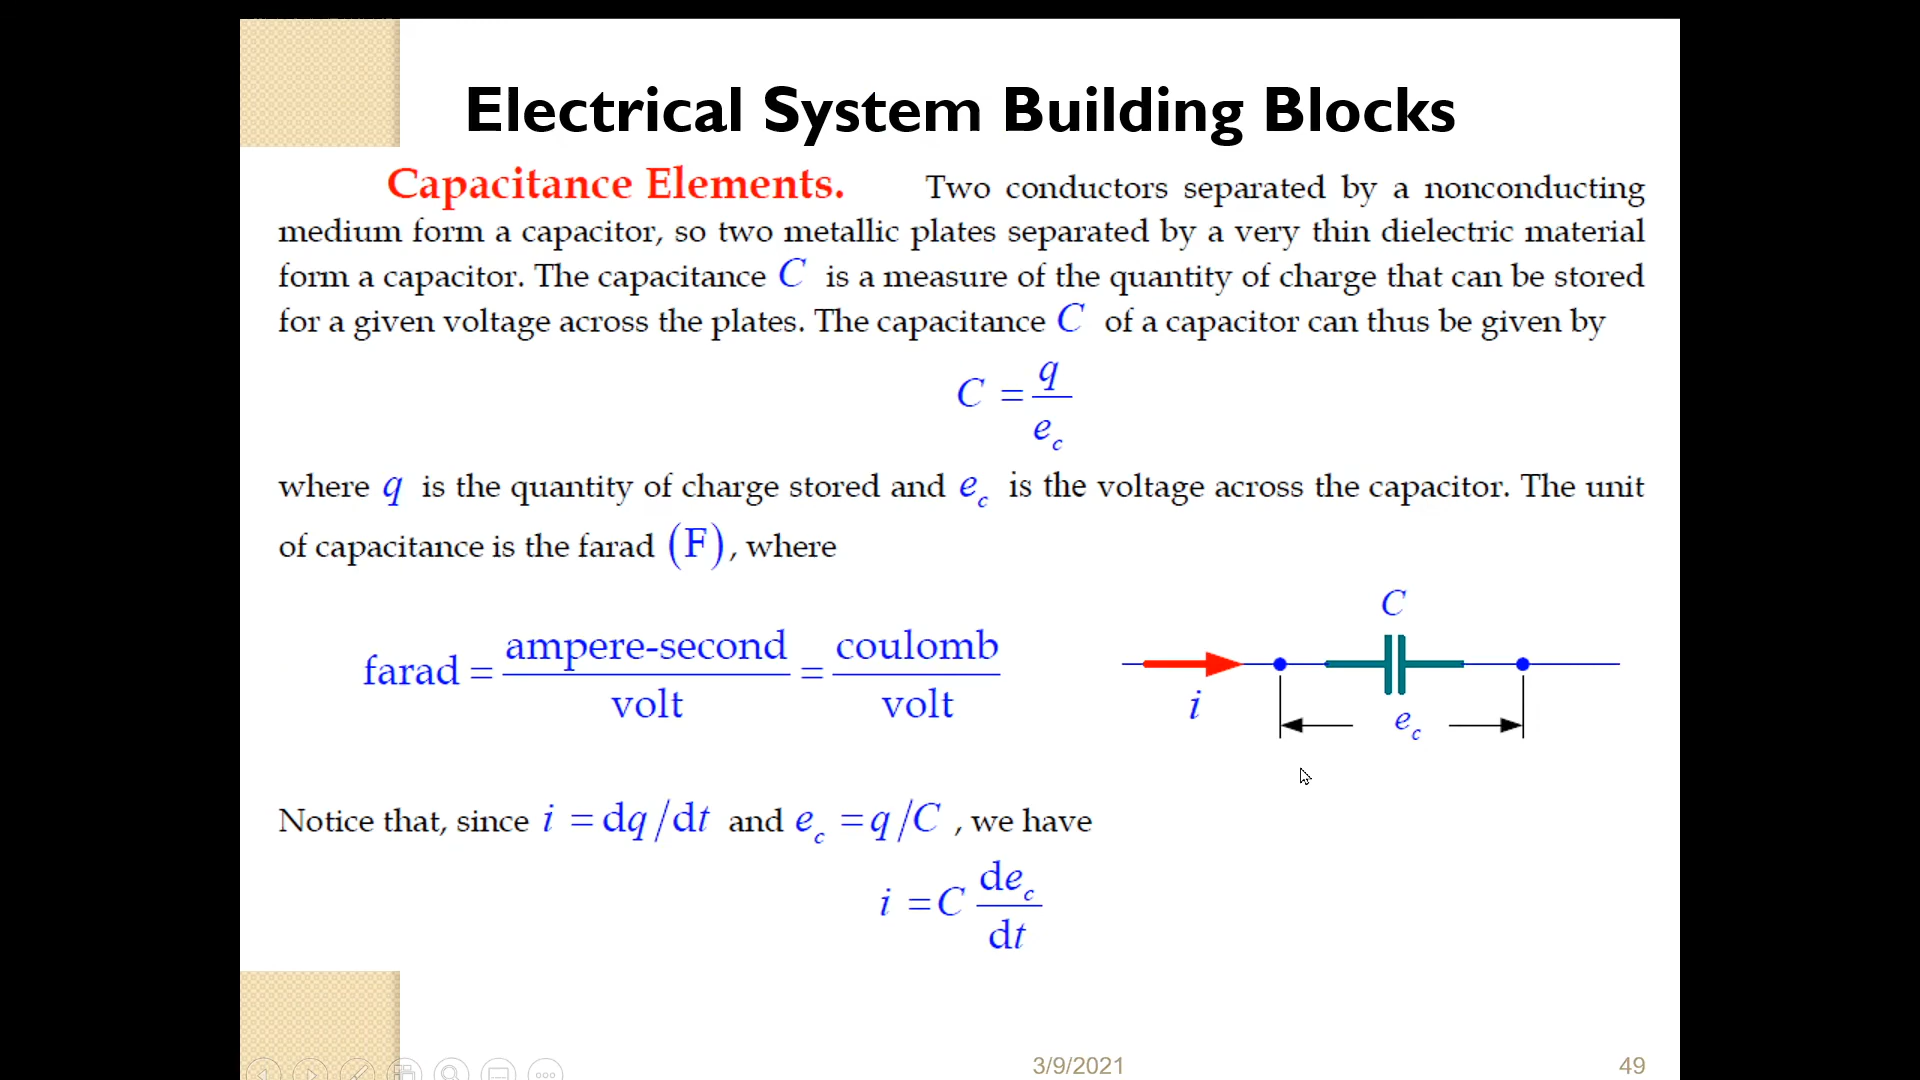 Electrical System Building Blocks
Capacitance Elements. Two conductors separated by a nonconducting
medium form a capacitor, so two metallic plates separated by a very thin dielectric material
form a capacitor. The capacitance C is a measure of the quantity of charge that can be stored
for a given voltage across the plates. The capacitance C of a capacitor can thus be given by
C = q / e_c
where q is the quantity of charge stored and e_c is the voltage across the capacitor. The unit
of capacitance is the farad (F), where
farad = ampere-second / volt = coulomb / volt
C
i
e_c
Notice that, since i = dq/dt and e_c = q/C , we have
i = C de_c / dt
3/9/2021
49